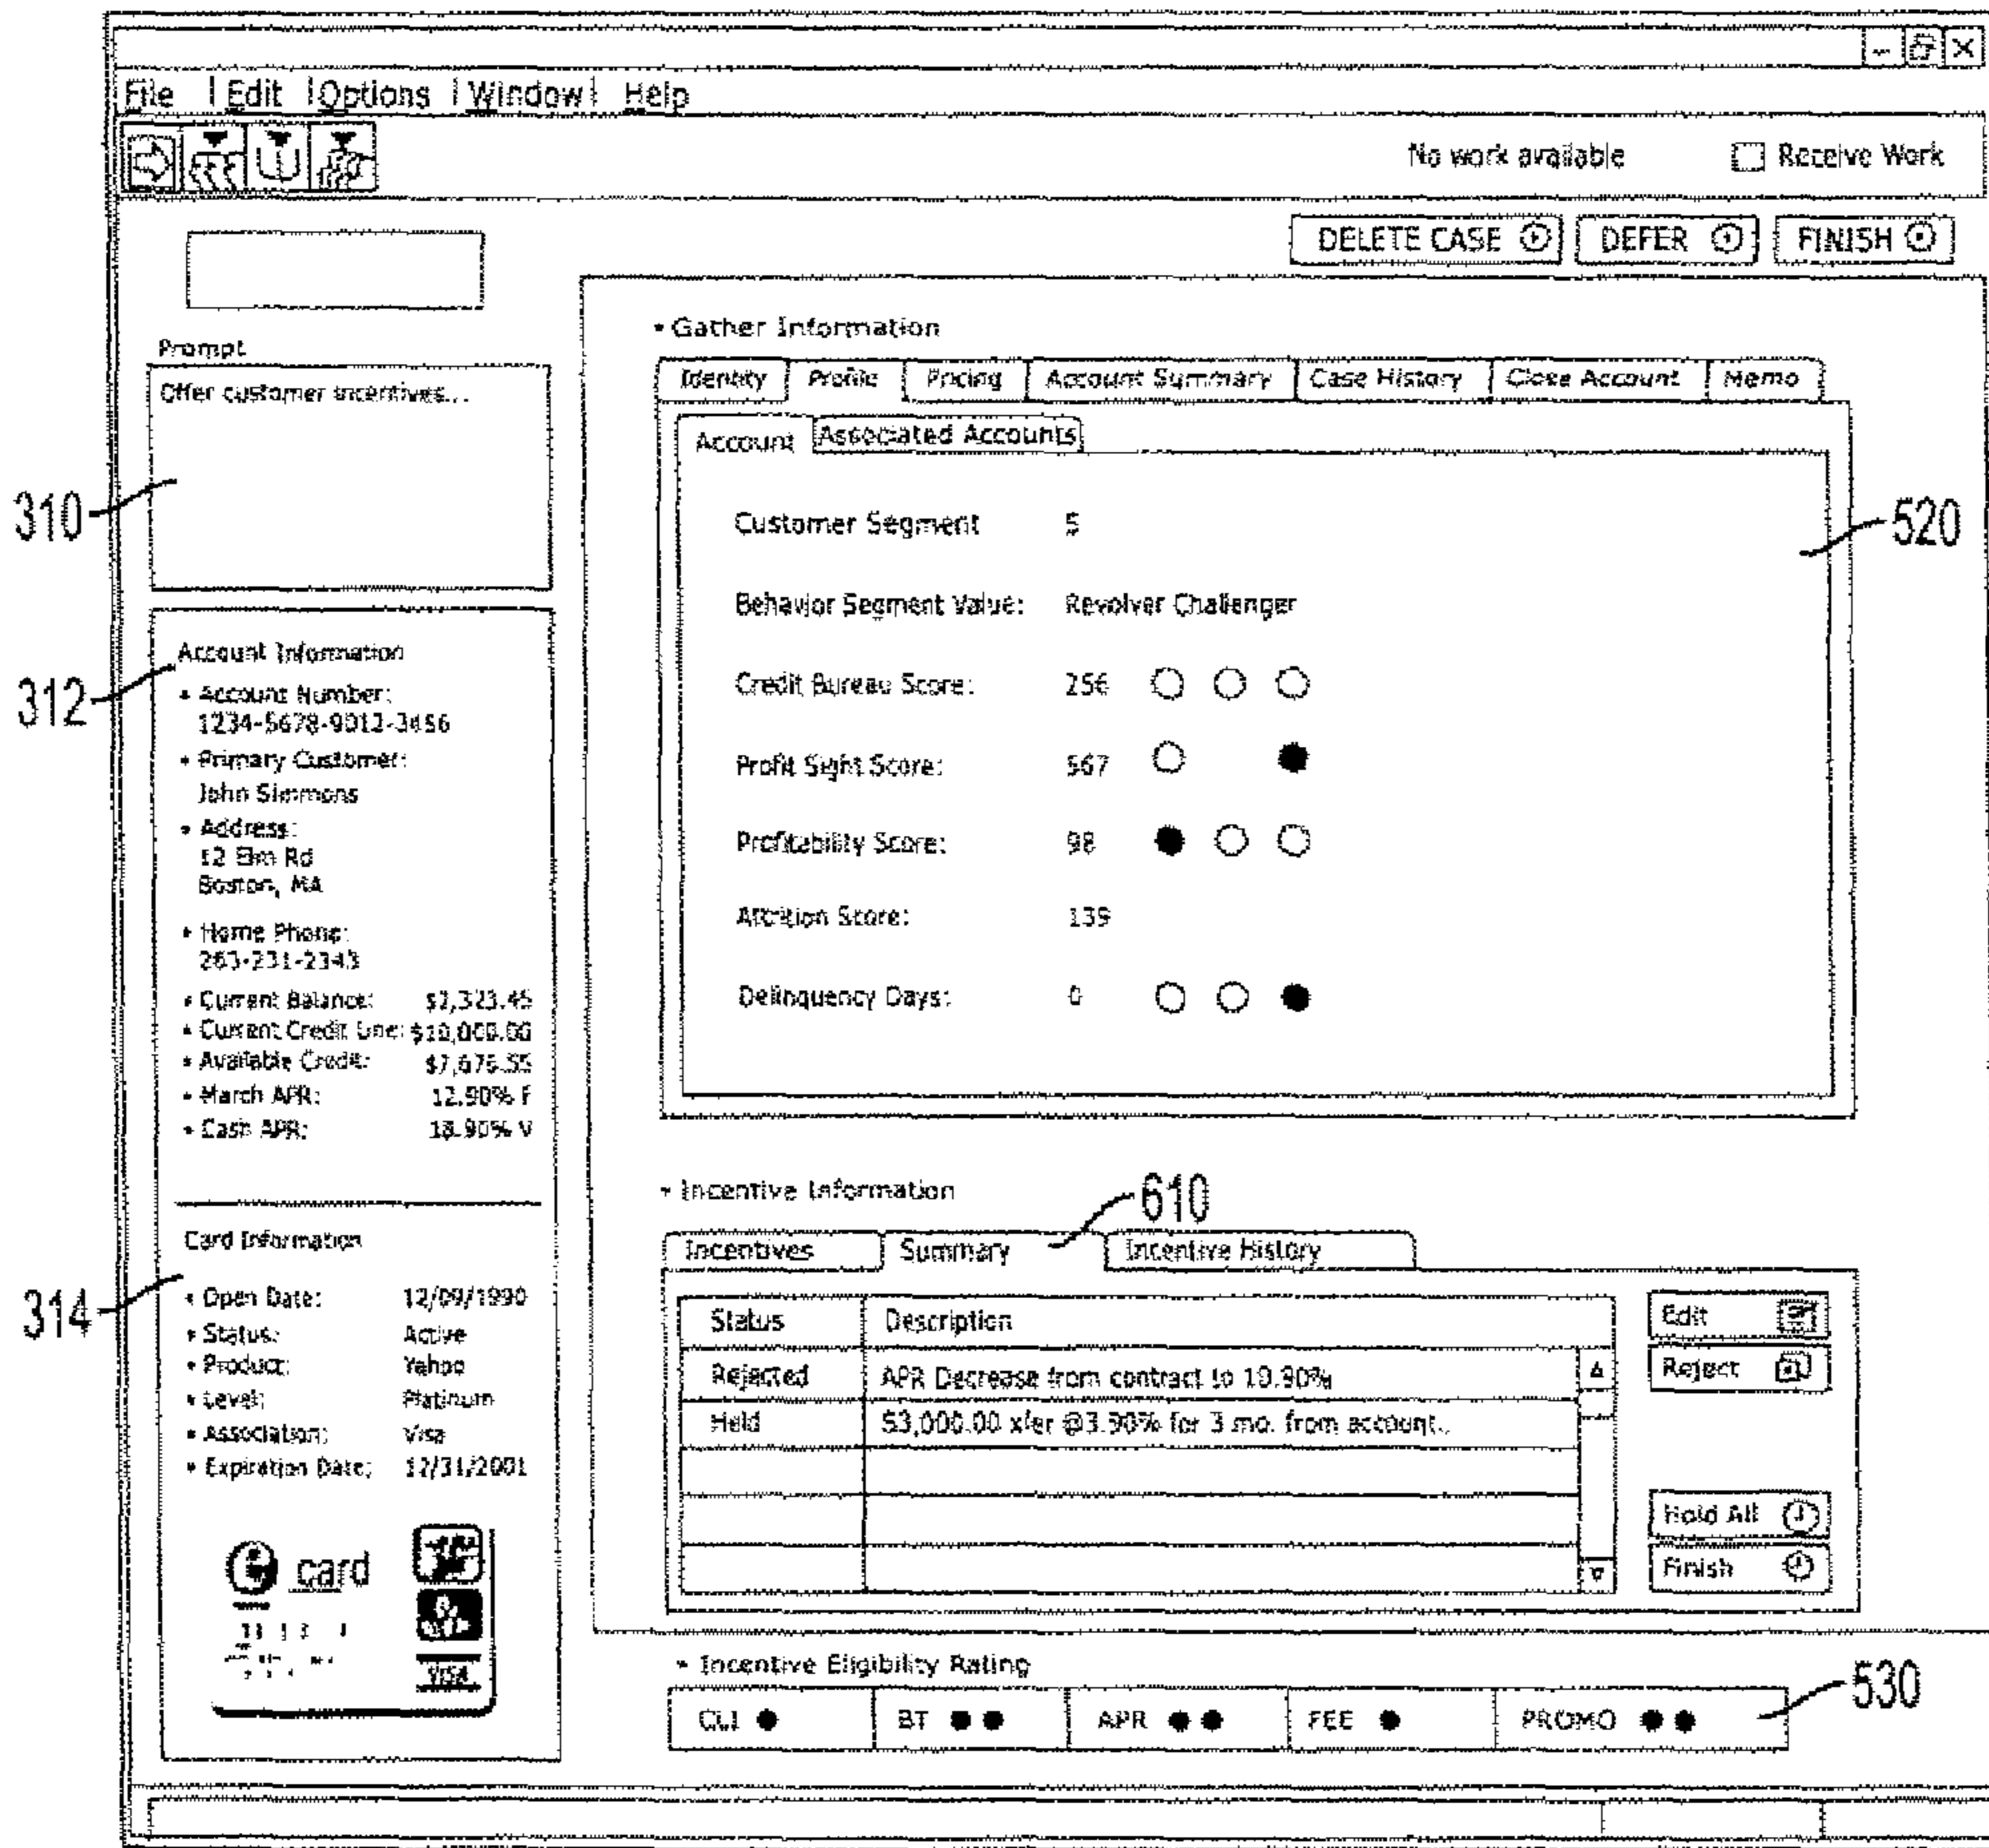 File | Edit | Options | Window | Help
No work available Receive Work
DELETE CASE DEFER FINISH
Prompt
Offer customer incentives...
310
312
Account Information
• Account Number:
1234-5678-9012-3456
• Primary Customer:
John Simmons
• Address:
12 Elm Rd
Boston, MA
• Home Phone:
263-231-2343
• Current Balance: $2,323.45
• Current Credit Line: $10,000.00
• Available Credit: $7,676.55
• March APR: 12.90% F
• Cash APR: 18.90% V
314
Card Information
• Open Date: 12/09/1990
• Status: Active
• Product: Yahoo
• Level: Platinum
• Association: Visa
• Expiration Date: 12/31/2001
e card
VISA
• Gather Information
Identity Profile Pricing Account Summary Case History Close Account Memo
Account Associated Accounts
520
Customer Segment 5
Behavior Segment Value: Revolver Challenger
Credit Bureau Score: 256
Profit Sight Score: 567
Profitability Score: 98
Attrition Score: 139
Delinquency Days: 0
• Incentive Information
610
Incentives Summary Incentive History
Status Description
Rejected APR Decrease from contract to 10.90%
Held $3,000.00 xfer @3.90% for 3 mo. from account..
Edit
Reject
Hold All
Finish
• Incentive Eligibility Rating
530
CLI BT APR FEE PROMO